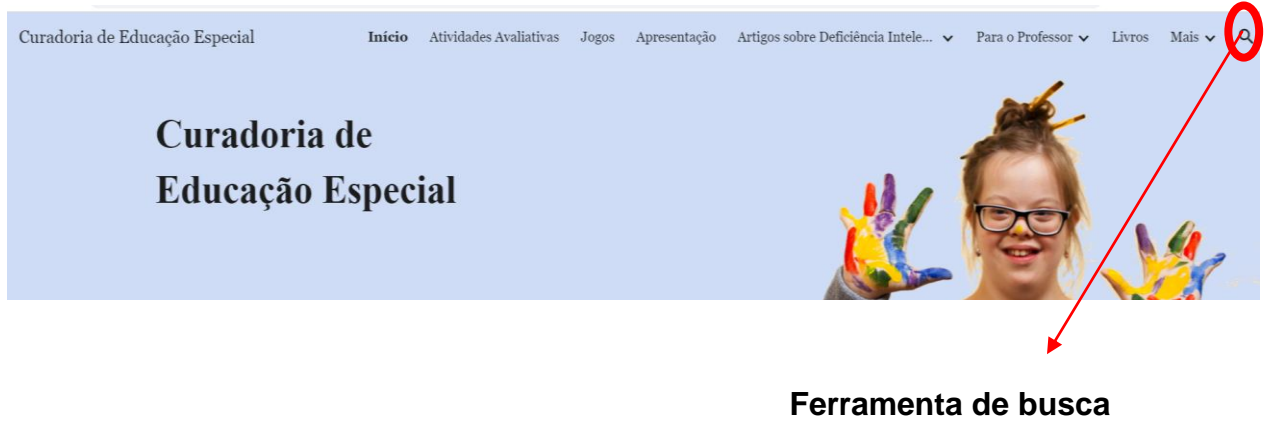 Curadoria de Educação Especial Início Atividades Avaliativas Jogos Apresentação Artigos sobre Deficiência Intele... Para o Professor Livros Mais
Curadoria de
Educação Especial
Ferramenta de busca